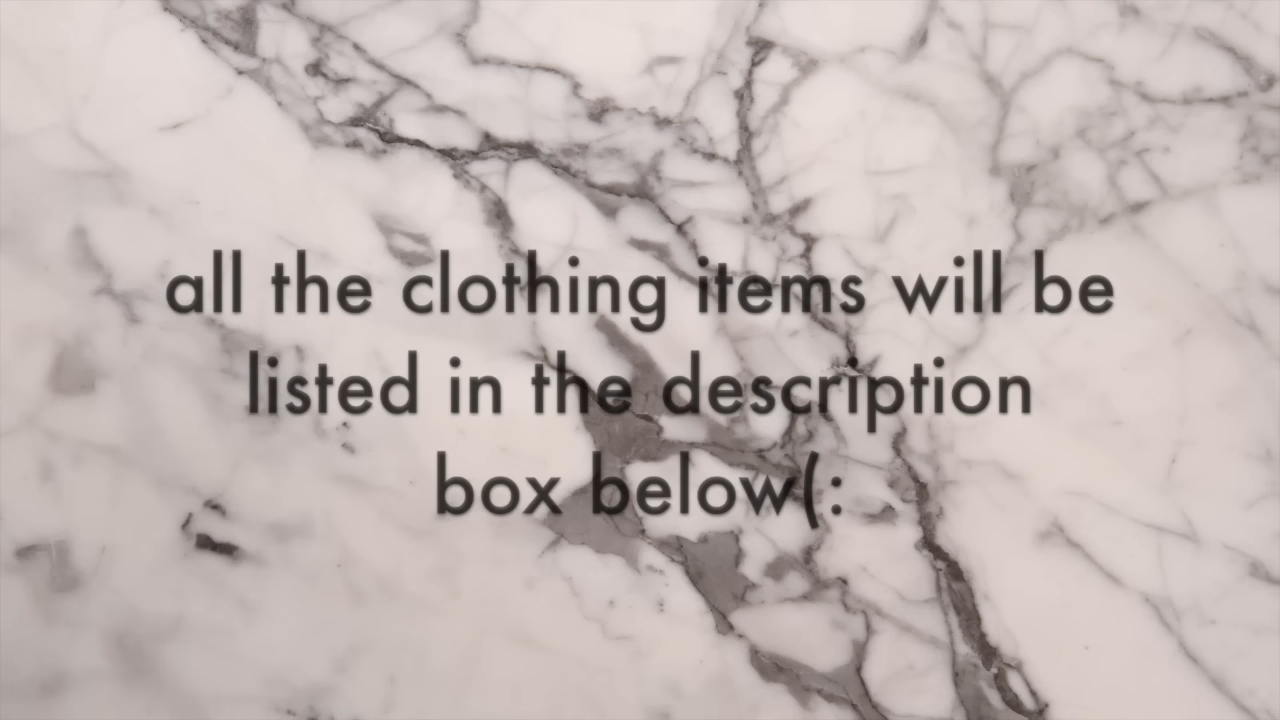 all the clothing items will be
listed in the description
box below(: